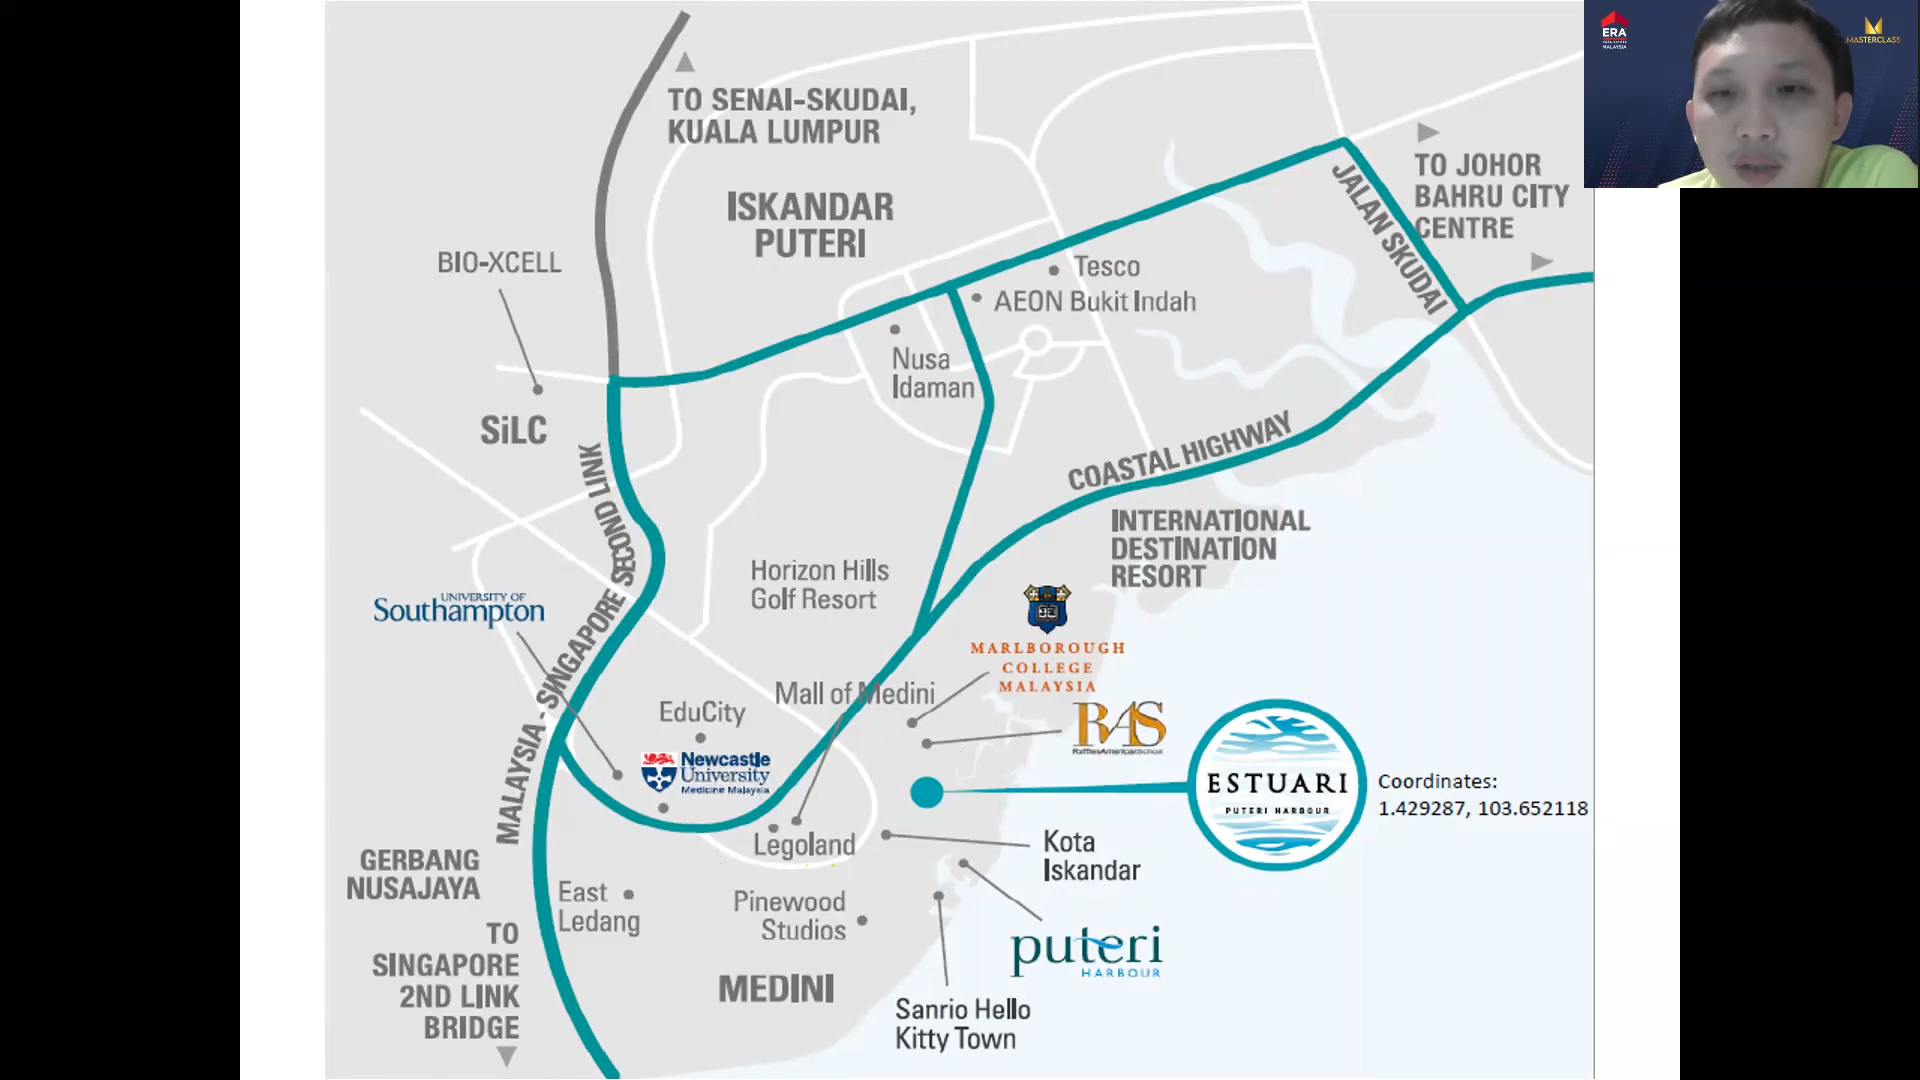 TO SENAI-SKUDAI,
KUALA LUMPUR
ERA
MALAYSIA
MASTERCLASS
TO JOHOR
BAHRU CITY
CENTRE
JALAN SKUDAI
ISKANDAR
PUTERI
BIO-XCELL
Tesco
AEON Bukit Indah
Nusa
Idaman
SiLC
COASTAL HIGHWAY
INTERNATIONAL
DESTINATION
RESORT
MALAYSIA - SINGAPORE SECOND LINK
Horizon Hills
Golf Resort
UNIVERSITY OF
Southampton
MARLBOROUGH
COLLEGE
MALAYSIA
Mall of Medini
EduCity
RAS
RafflesAmericanSchool
Newcastle
University
Medicine Malaysia
ESTUARI
PUTERI HARBOUR
Coordinates:
1.429287, 103.652118
Legoland
Kota
Iskandar
GERBANG
NUSAJAYA
East
Ledang
Pinewood
Studios
TO
SINGAPORE
2ND LINK
BRIDGE
puteri
HARBOUR
MEDINI
Sanrio Hello
Kitty Town